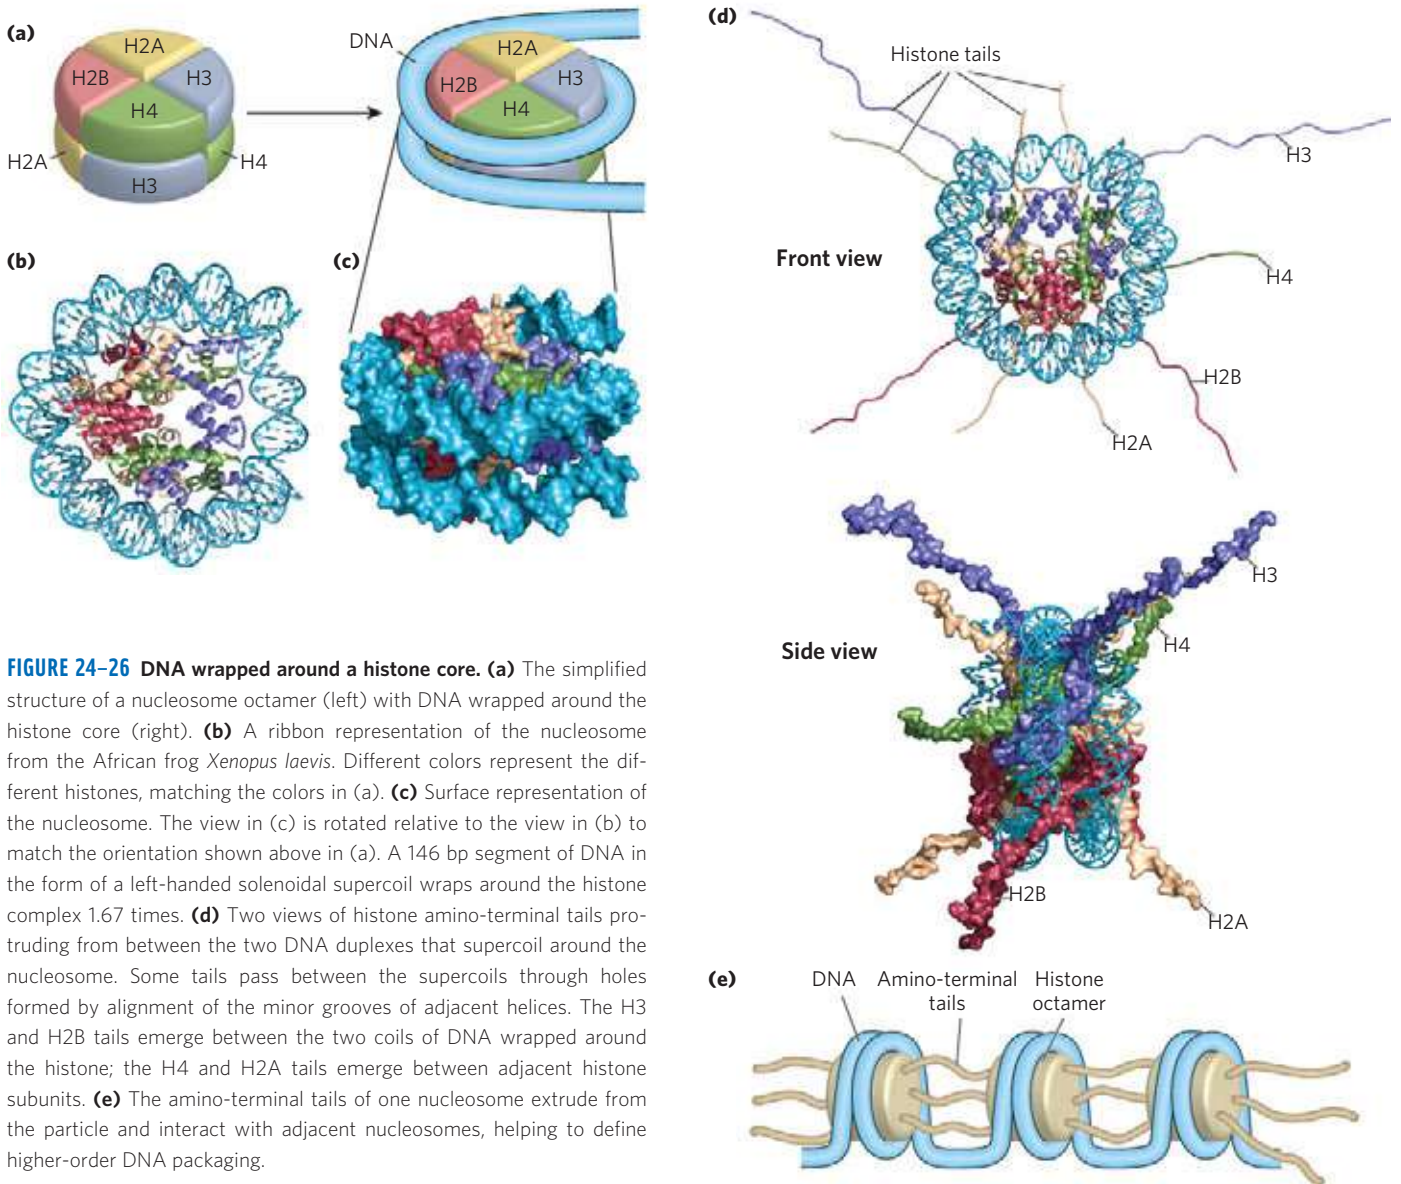 (a)
H2A
H2B
H3
H4
H2A
H4
H3
DNA
H2A
H2B
H3
H4
(b)
(c)
FIGURE 24–26 DNA wrapped around a histone core. (a) The simplified
structure of a nucleosome octamer (left) with DNA wrapped around the
histone core (right). (b) A ribbon representation of the nucleosome
from the African frog Xenopus laevis. Different colors represent the dif-
ferent histones, matching the colors in (a). (c) Surface representation of
the nucleosome. The view in (c) is rotated relative to the view in (b) to
match the orientation shown above in (a). A 146 bp segment of DNA in
the form of a left-handed solenoidal supercoil wraps around the histone
complex 1.67 times. (d) Two views of histone amino-terminal tails pro-
truding from between the two DNA duplexes that supercoil around the
nucleosome. Some tails pass between the supercoils through holes
formed by alignment of the minor grooves of adjacent helices. The H3
and H2B tails emerge between the two coils of DNA wrapped around
the histone; the H4 and H2A tails emerge between adjacent histone
subunits. (e) The amino-terminal tails of one nucleosome extrude from
the particle and interact with adjacent nucleosomes, helping to define
higher-order DNA packaging.
(d)
Histone tails
H3
Front view
H4
H2B
H2A
H3
H4
Side view
H2B
H2A
(e)
DNA
Amino-terminal
tails
Histone
octamer